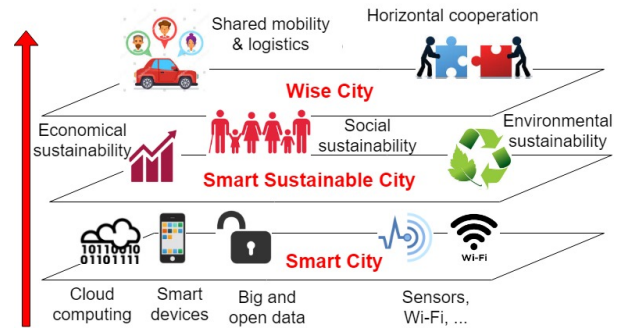 Shared mobility
& logistics
Horizontal cooperation
Wise City
Economical
sustainability
Social
sustainability
Environmental
sustainability
Smart Sustainable City
10110010
01101111
Wi-Fi
Smart City
Cloud
computing
Smart
devices
Big and
open data
Sensors,
Wi-Fi, ...